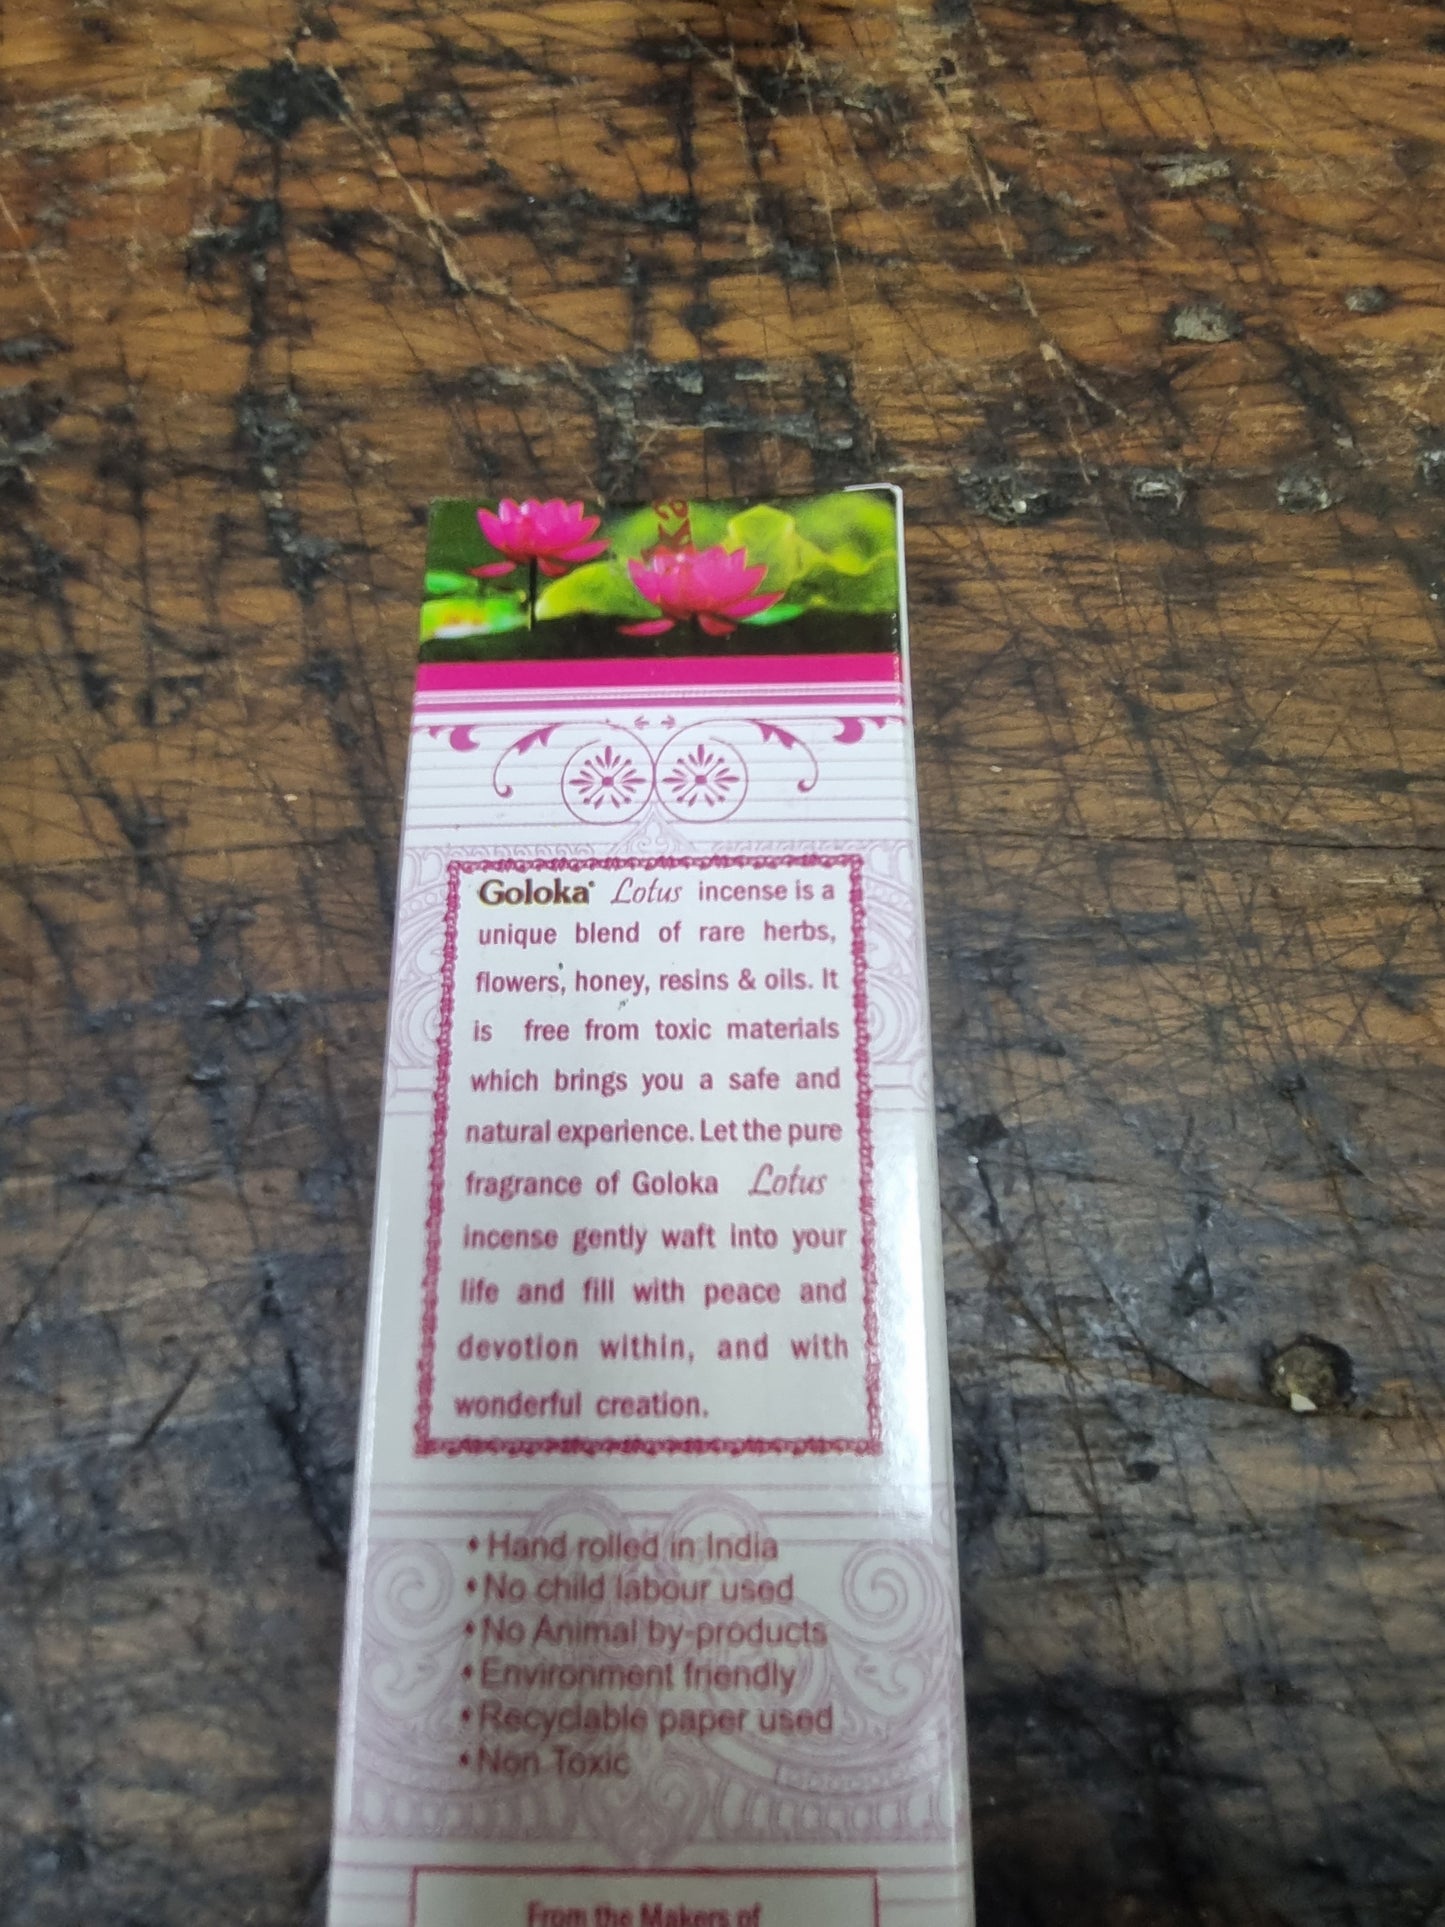 Goloka® Lotus incense is a
unique blend of rare herbs,
flowers, honey, resins & oils. It
is free from toxic materials
which brings you a safe and
natural experience. Let the pure
fragrance of Goloka Lotus
incense gently waft into your
life and fill with peace and
devotion within, and with
wonderful creation.
• Hand rolled in India
• No child labour used
• No Animal by-products
• Environment friendly
• Recyclable paper used
• Non Toxic
From the Makers of